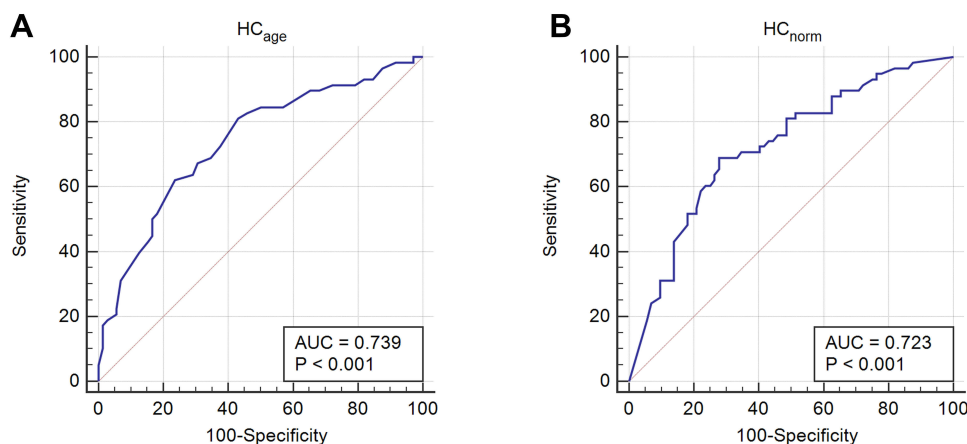 A
HCage
100
80
60
40
20
0
Sensitivity
0 20 40 60 80 100
100-Specificity
AUC = 0.739
P < 0.001
B
HCnorm
100
80
60
40
20
0
Sensitivity
0 20 40 60 80 100
100-Specificity
AUC = 0.723
P < 0.001